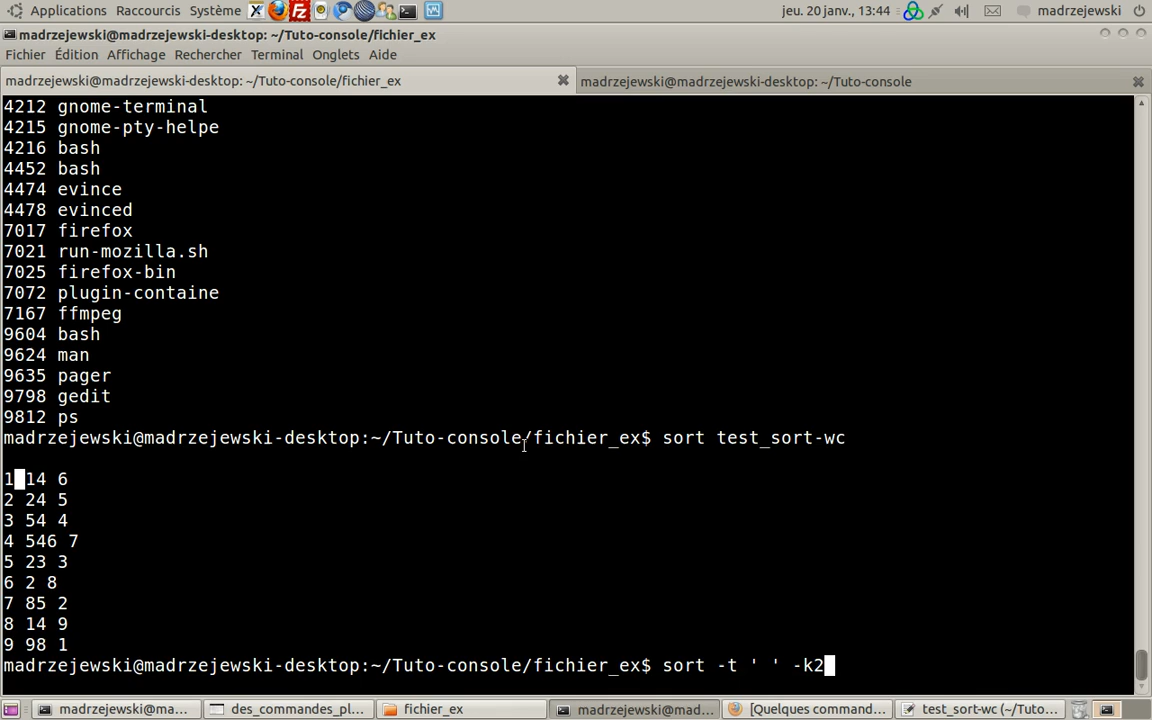 Applications Raccourcis Système jeu. 20 janv., 13:44 madrzejewski
madrzejewski@madrzejewski-desktop: ~/Tuto-console/fichier_ex
Fichier Édition Affichage Rechercher Terminal Onglets Aide
madrzejewski@madrzejewski-desktop: ~/Tuto-console/fichier_ex madrzejewski@madrzejewski-desktop: ~/Tuto-console
4212 gnome-terminal
4215 gnome-pty-helpe
4216 bash
4452 bash
4474 evince
4478 evinced
7017 firefox
7021 run-mozilla.sh
7025 firefox-bin
7072 plugin-containe
7167 ffmpeg
9604 bash
9624 man
9635 pager
9798 gedit
9812 ps
madrzejewski@madrzejewski-desktop:~/Tuto-console/fichier_ex$ sort test_sort-wc
1 14 6
2 24 5
3 54 4
4 546 7
5 23 3
6 2 8
7 85 2
8 14 9
9 98 1
madrzejewski@madrzejewski-desktop:~/Tuto-console/fichier_ex$ sort -t ' ' -k2
madrzejewski@ma... des_commandes_pl... fichier_ex madrzejewski@mad... [Quelques command... test_sort-wc (~/Tuto...